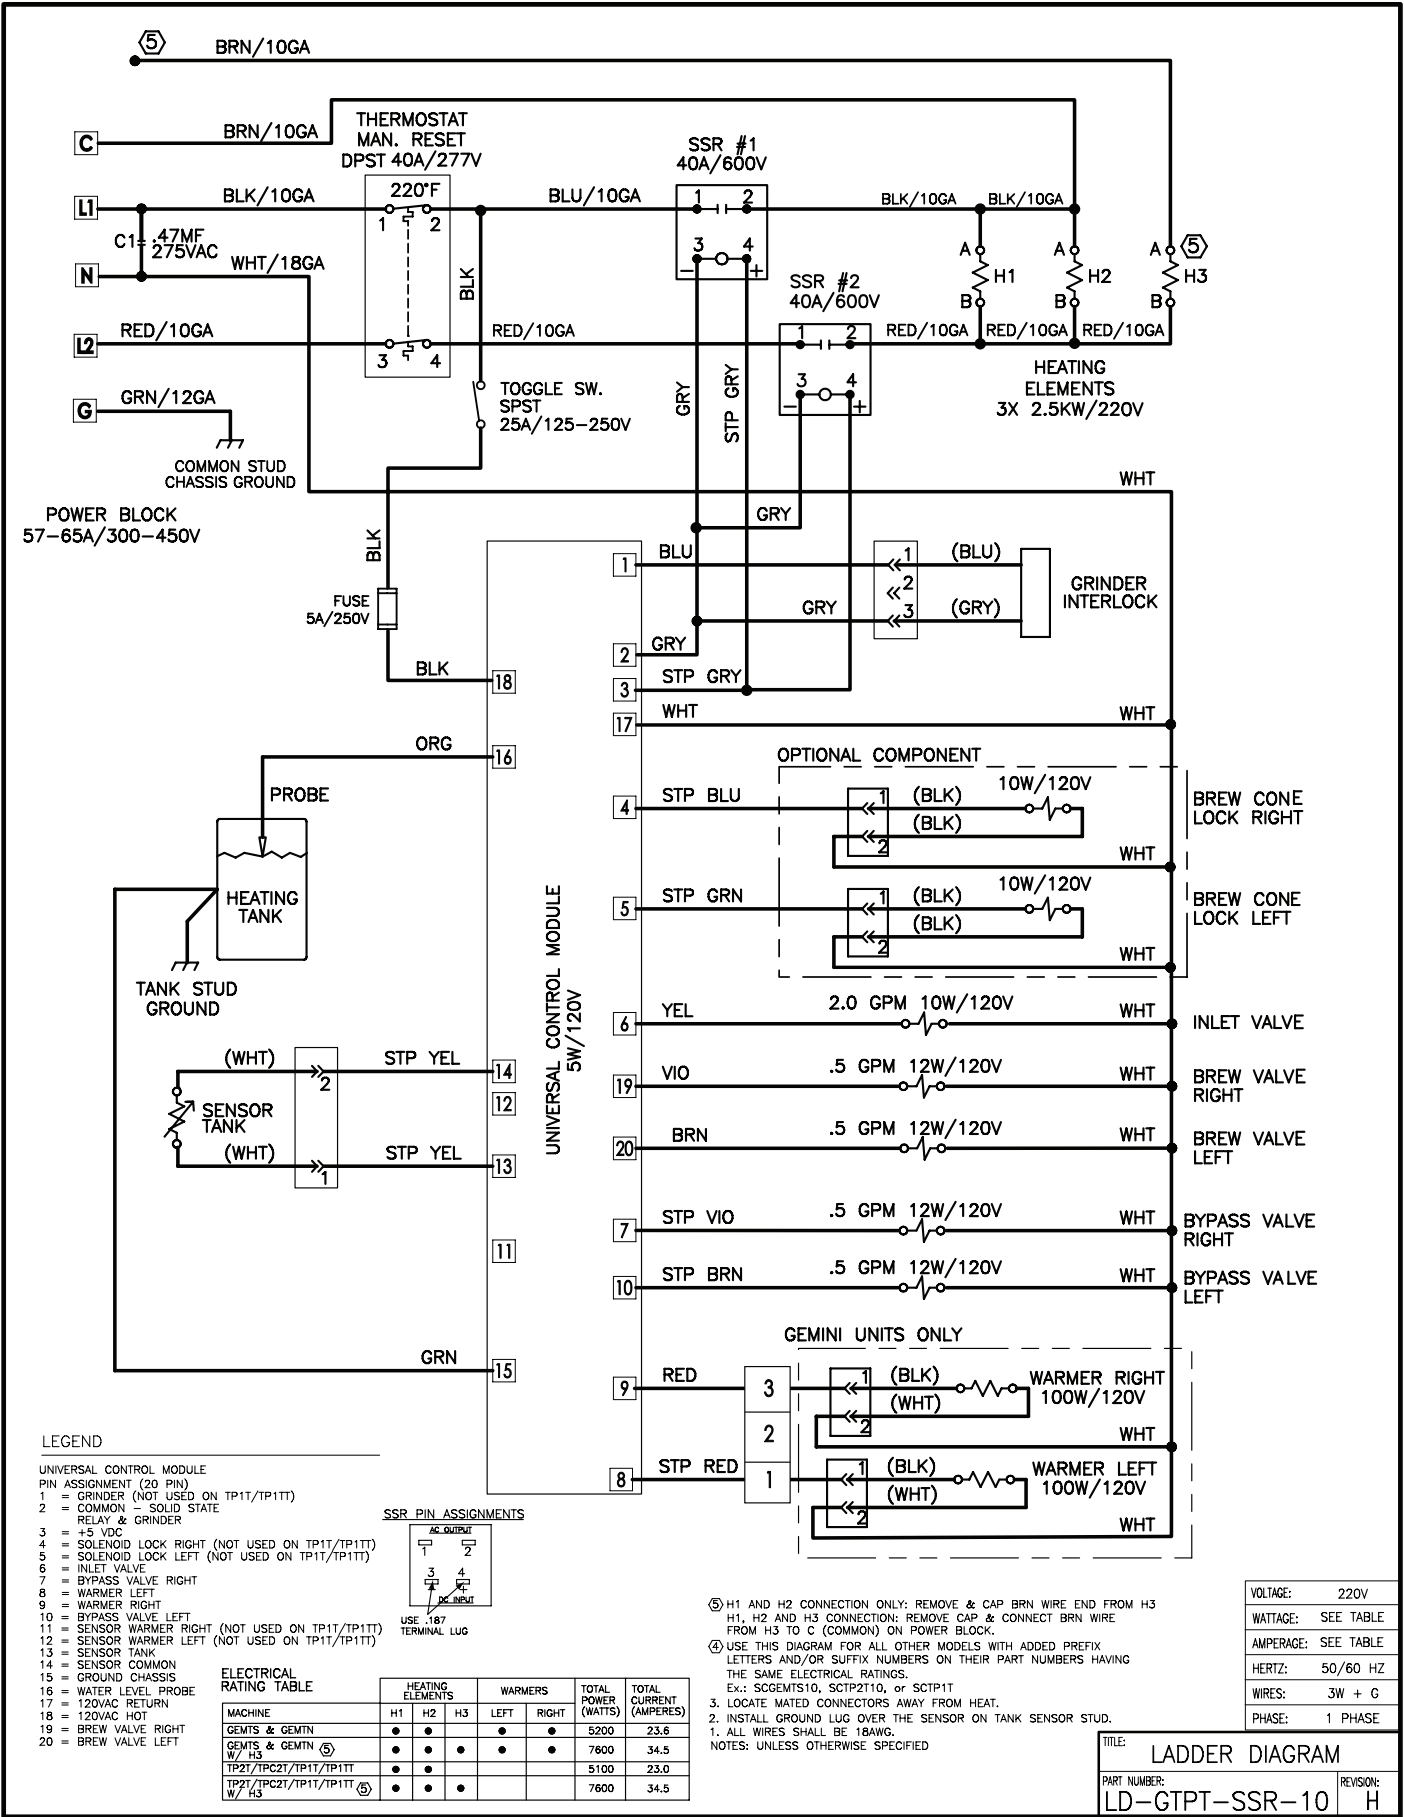 5
BRN/10GA
C
BRN/10GA
THERMOSTAT
MAN. RESET
DPST 40A/277V
SSR #1
40A/600V
L1
BLK/10GA
220°F
1
2
BLU/10GA
1
2
BLK/10GA
BLK/10GA
C1
.47MF
275VAC
3
4
–
+
A
A
A
5
N
WHT/18GA
BLK
SSR #2
40A/600V
H1
H2
H3
B
B
B
L2
RED/10GA
3
4
RED/10GA
1
2
RED/10GA
RED/10GA
RED/10GA
HEATING
ELEMENTS
3X 2.5KW/220V
3
4
–
+
G
GRN/12GA
TOGGLE SW.
SPST
25A/125-250V
GRY
STP GRY
COMMON STUD
CHASSIS GROUND
WHT
POWER BLOCK
57-65A/300-450V
GRY
BLK
1
BLU
1
(BLU)
2
GRINDER
INTERLOCK
FUSE
5A/250V
GRY
3
(GRY)
2
GRY
BLK
18
3
STP GRY
17
WHT
WHT
ORG
16
OPTIONAL COMPONENT
PROBE
4
STP BLU
1
(BLK)
10W/120V
BREW CONE
LOCK RIGHT
(BLK)
2
WHT
HEATING
TANK
5
STP GRN
1
(BLK)
10W/120V
BREW CONE
LOCK LEFT
(BLK)
2
WHT
TANK STUD
GROUND
UNIVERSAL CONTROL MODULE
5W/120V
6
YEL
2.0 GPM 10W/120V
WHT
INLET VALVE
(WHT)
2
STP YEL
14
19
VIO
.5 GPM 12W/120V
WHT
BREW VALVE
RIGHT
12
SENSOR
TANK
(WHT)
1
STP YEL
13
20
BRN
.5 GPM 12W/120V
WHT
BREW VALVE
LEFT
7
STP VIO
.5 GPM 12W/120V
WHT
BYPASS VALVE
RIGHT
11
10
STP BRN
.5 GPM 12W/120V
WHT
BYPASS VALVE
LEFT
GEMINI UNITS ONLY
GRN
15
9
RED
3
1
(BLK)
WARMER RIGHT
100W/120V
(WHT)
2
2
WHT
8
STP RED
1
1
(BLK)
WARMER LEFT
100W/120V
(WHT)
2
WHT
LEGEND
UNIVERSAL CONTROL MODULE
PIN ASSIGNMENT (20 PIN)
1 = GRINDER (NOT USED ON TP1T/TP1TT)
2 = COMMON – SOLID STATE
RELAY & GRINDER
3 = +5 VDC
4 = SOLENOID LOCK RIGHT (NOT USED ON TP1T/TP1TT)
5 = SOLENOID LOCK LEFT (NOT USED ON TP1T/TP1TT)
6 = INLET VALVE
7 = BYPASS VALVE RIGHT
8 = WARMER LEFT
9 = WARMER RIGHT
10 = BYPASS VALVE LEFT
11 = SENSOR WARMER RIGHT (NOT USED ON TP1T/TP1TT)
12 = SENSOR WARMER LEFT (NOT USED ON TP1T/TP1TT)
13 = SENSOR TANK
14 = SENSOR COMMON
15 = GROUND CHASSIS
16 = WATER LEVEL PROBE
17 = 120VAC RETURN
18 = 120VAC HOT
19 = BREW VALVE RIGHT
20 = BREW VALVE LEFT
SSR PIN ASSIGNMENTS
AC OUTPUT
1
2
3
4
+
DC INPUT
USE .187
TERMINAL LUG
ELECTRICAL
RATING TABLE
HEATING ELEMENTS WARMERS TOTAL POWER (WATTS) TOTAL CURRENT (AMPERES)
MACHINE H1 H2 H3 LEFT RIGHT
GEMTS & GEMTN ● ● ● ● 5200 23.6
GEMTS & GEMTN W/ H3 5 ● ● ● ● ● 7600 34.5
TP2T/TPC2T/TP1T/TP1TT ● ● 5100 23.0
TP2T/TPC2T/TP1T/TP1TT W/ H3 5 ● ● ● 7600 34.5
5 H1 AND H2 CONNECTION ONLY: REMOVE & CAP BRN WIRE END FROM H3
H1, H2 AND H3 CONNECTION: REMOVE CAP & CONNECT BRN WIRE
FROM H3 TO C (COMMON) ON POWER BLOCK.
4 USE THIS DIAGRAM FOR ALL OTHER MODELS WITH ADDED PREFIX
LETTERS AND/OR SUFFIX NUMBERS ON THEIR PART NUMBERS HAVING
THE SAME ELECTRICAL RATINGS.
Ex.: SCGEMTS10, SCTP2T10, or SCTP1T
3. LOCATE MATED CONNECTORS AWAY FROM HEAT.
2. INSTALL GROUND LUG OVER THE SENSOR ON TANK SENSOR STUD.
1. ALL WIRES SHALL BE 18AWG.
NOTES: UNLESS OTHERWISE SPECIFIED
VOLTAGE: 220V
WATTAGE: SEE TABLE
AMPERAGE: SEE TABLE
HERTZ: 50/60 HZ
WIRES: 3W + G
PHASE: 1 PHASE
TITLE:
LADDER DIAGRAM
PART NUMBER:
LD-GTPT-SSR-10
REVISION:
H